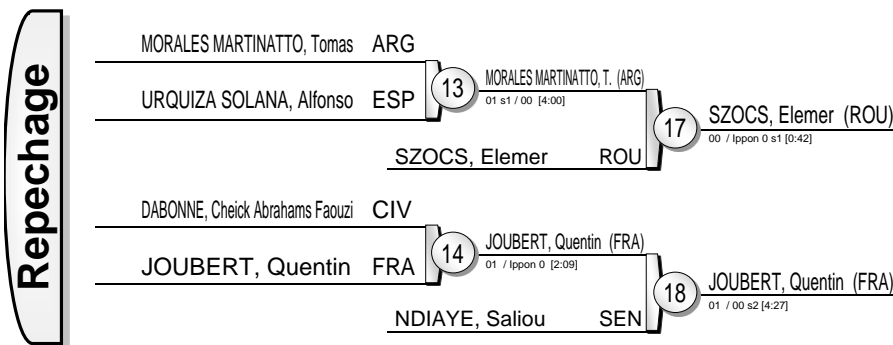 Repechage
MORALES MARTINATTO, Tomas ARG
URQUIZA SOLANA, Alfonso ESP
13
MORALES MARTINATTO, T. (ARG)
01 s1 / 00 [4:00]
SZOCS, Elemer ROU
17
SZOCS, Elemer (ROU)
00 / Ippon 0 s1 [0:42]
DABONNE, Cheick Abrahams Faouzi CIV
JOUBERT, Quentin FRA
14
JOUBERT, Quentin (FRA)
01 / Ippon 0 [2:09]
NDIAYE, Saliou SEN
18
JOUBERT, Quentin (FRA)
01 / 00 s2 [4:27]